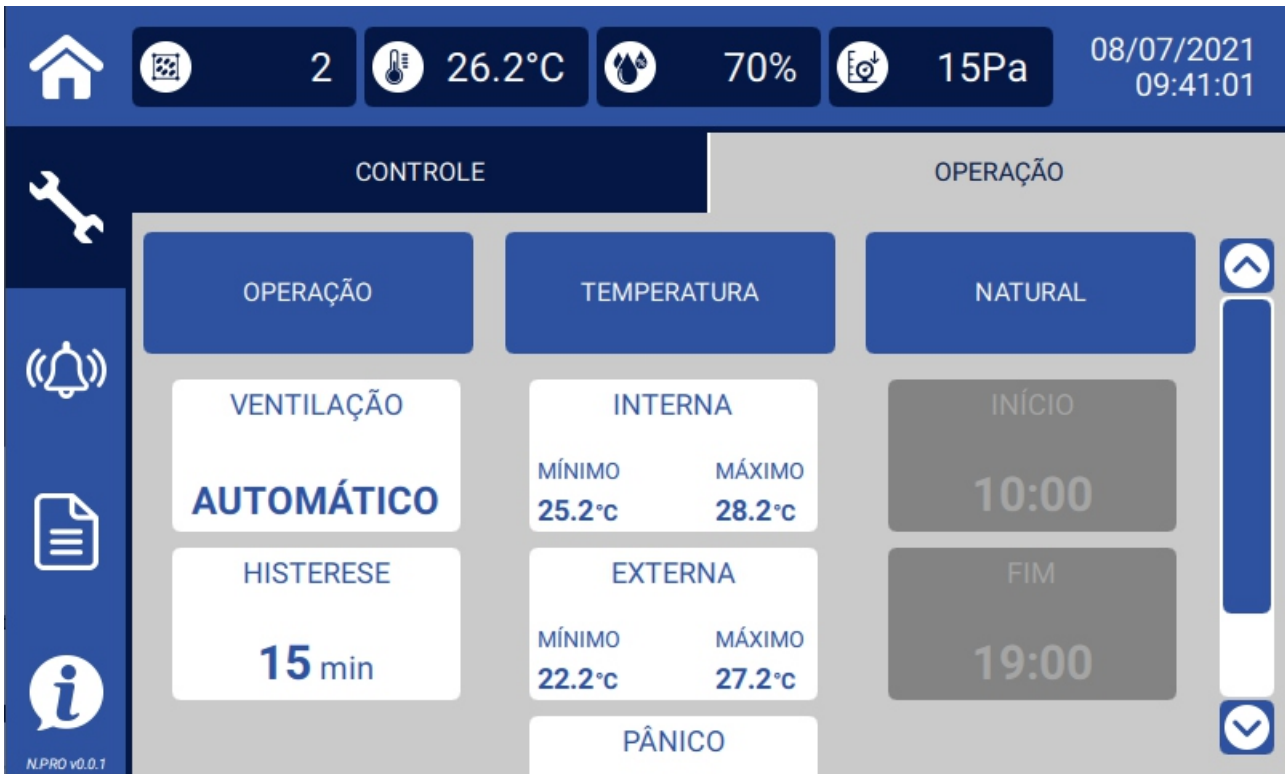 2 26.2°C 70% 15Pa 08/07/2021
09:41:01
CONTROLE OPERAÇÃO
OPERAÇÃO TEMPERATURA NATURAL
VENTILAÇÃO
AUTOMÁTICO
HISTERESE
15 min
INTERNA
MÍNIMO MÁXIMO
25.2°C 28.2°C
EXTERNA
MÍNIMO MÁXIMO
22.2°C 27.2°C
PÂNICO
INÍCIO
10:00
FIM
19:00
N.PRO v0.0.1